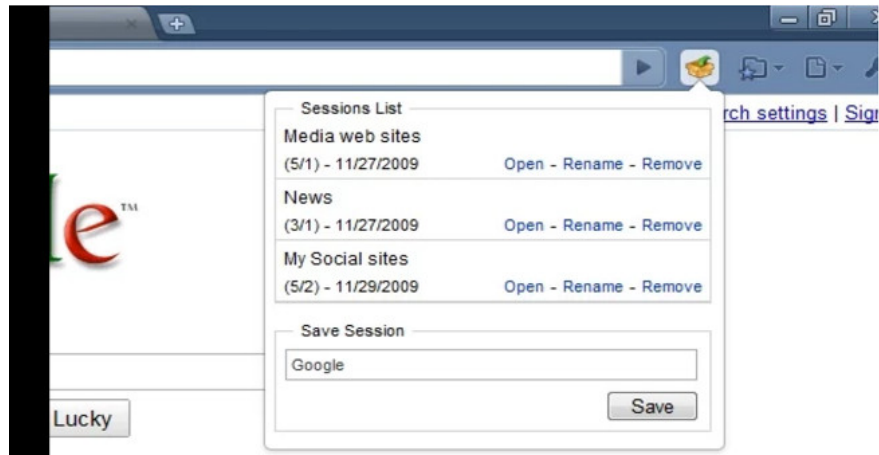 rch settings | Sign
Sessions List
Media web sites
(5/1) - 11/27/2009 Open - Rename - Remove
News
(3/1) - 11/27/2009 Open - Rename - Remove
My Social sites
(5/2) - 11/29/2009 Open - Rename - Remove
le™
Save Session
Google
Save
Lucky